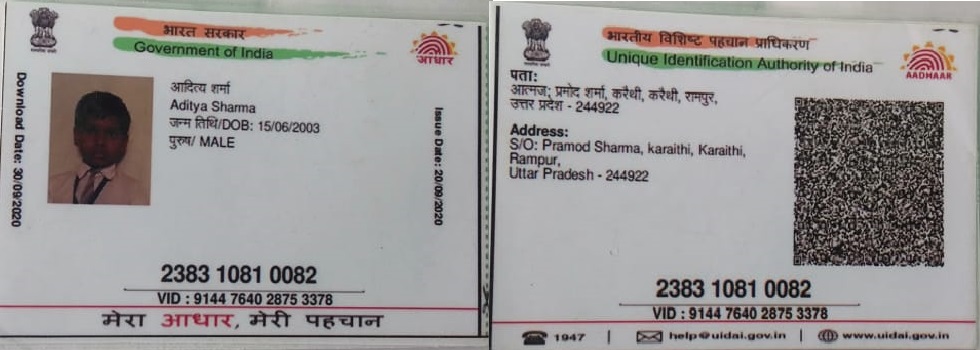 भारत सरकार
Government of India
आधार
Download Date: 30/09/2020
आदित्य शर्मा
Aditya Sharma
जन्म तिथि/DOB: 15/06/2003
पुरुष/ MALE
Issue Date: 20/09/2020
2383 1081 0082
VID : 9144 7640 2875 3378
मेरा आधार, मेरी पहचान
भारतीय विशिष्ट पहचान प्राधिकरण
Unique Identification Authority of India
AADHAAR
पता:
आत्मज: प्रमोद शर्मा, करैथी, करैथी, रामपुर,
उत्तर प्रदेश - 244922
Address:
S/O: Pramod Sharma, karaithi, Karaithi,
Rampur,
Uttar Pradesh - 244922
2383 1081 0082
VID : 9144 7640 2875 3378
1947 | help@uidai.gov.in | www.uidai.gov.in